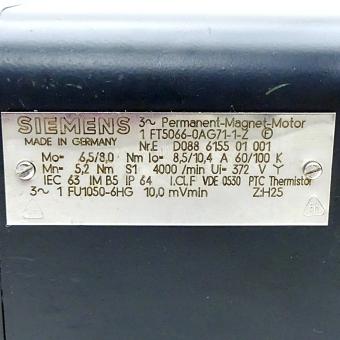 SIEMENS 3~ Permanent-Magnet-Motor
1 FT5066-0AG71-1-Z
MADE IN GERMANY Nr.E D088 6155 01 001
Mo= 6,5/8,0 Nm Io= 8,5/10,4 A 60/100 K
Mn= 5,2 Nm S1 4000 /min Ui= 372 V Y
IEC 63 IM B5 IP 64 I.Cl.F VDE 0530 PTC Thermistor
3~ 1 FU1050-6HG 10,0 mV/min Z:H25